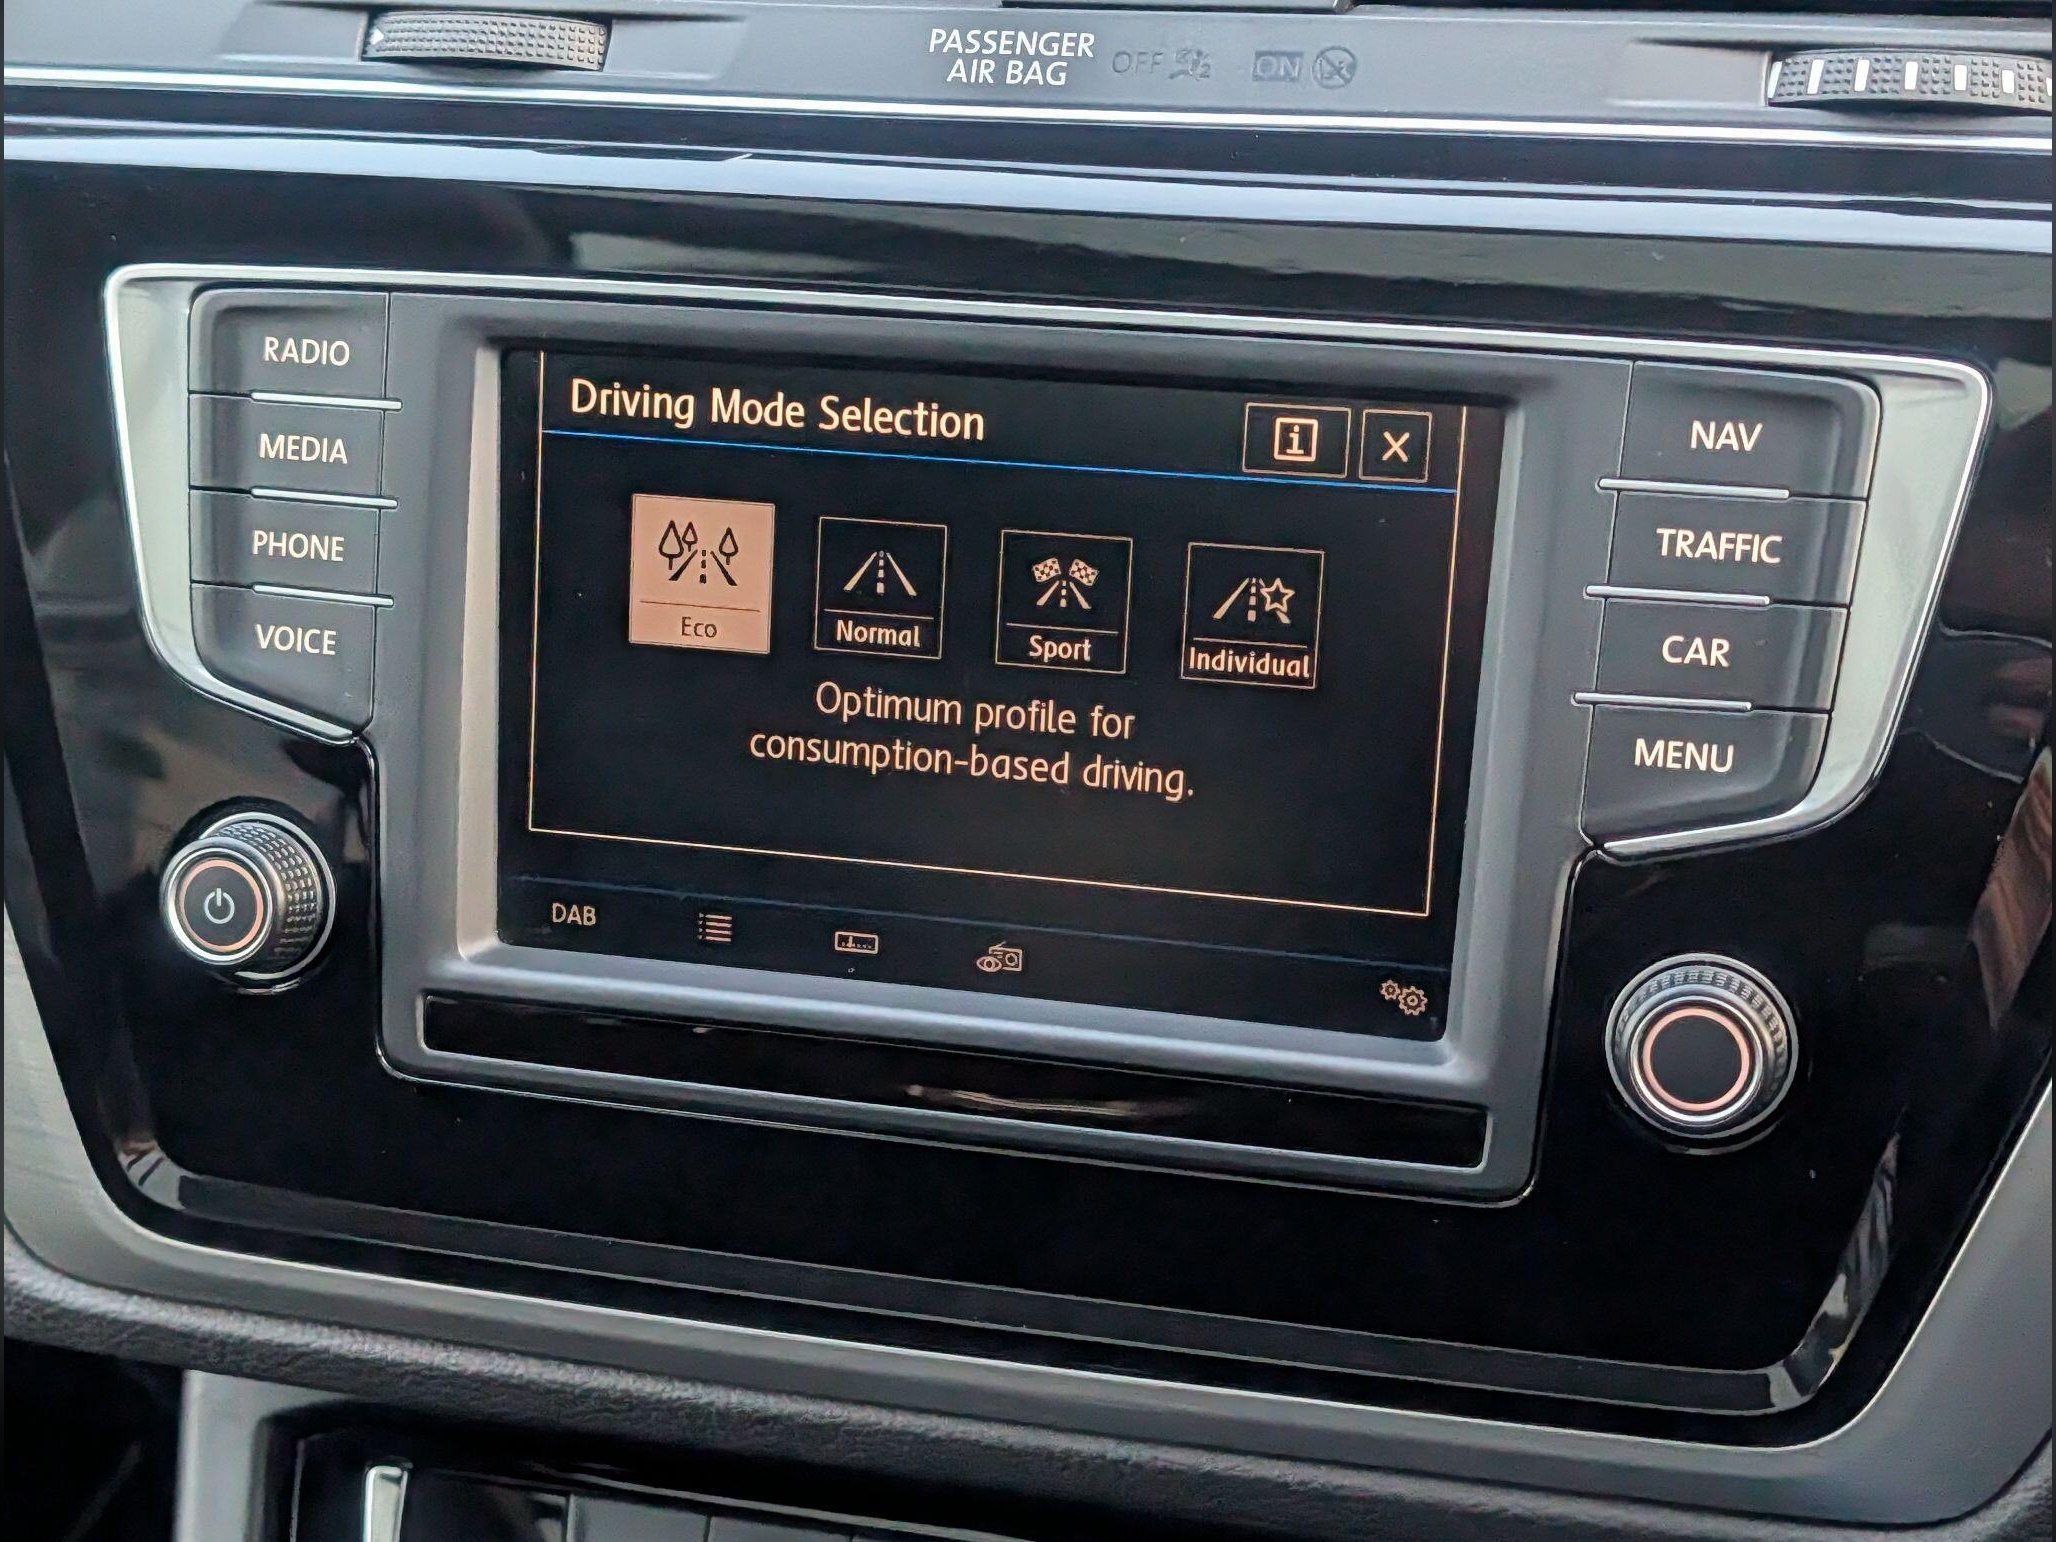 PASSENGER
AIR BAG
OFF
ON
RADIO
MEDIA
PHONE
VOICE
Driving Mode Selection
i
X
Eco
Normal
Sport
Individual
Optimum profile for
consumption-based driving.
DAB
NAV
TRAFFIC
CAR
MENU